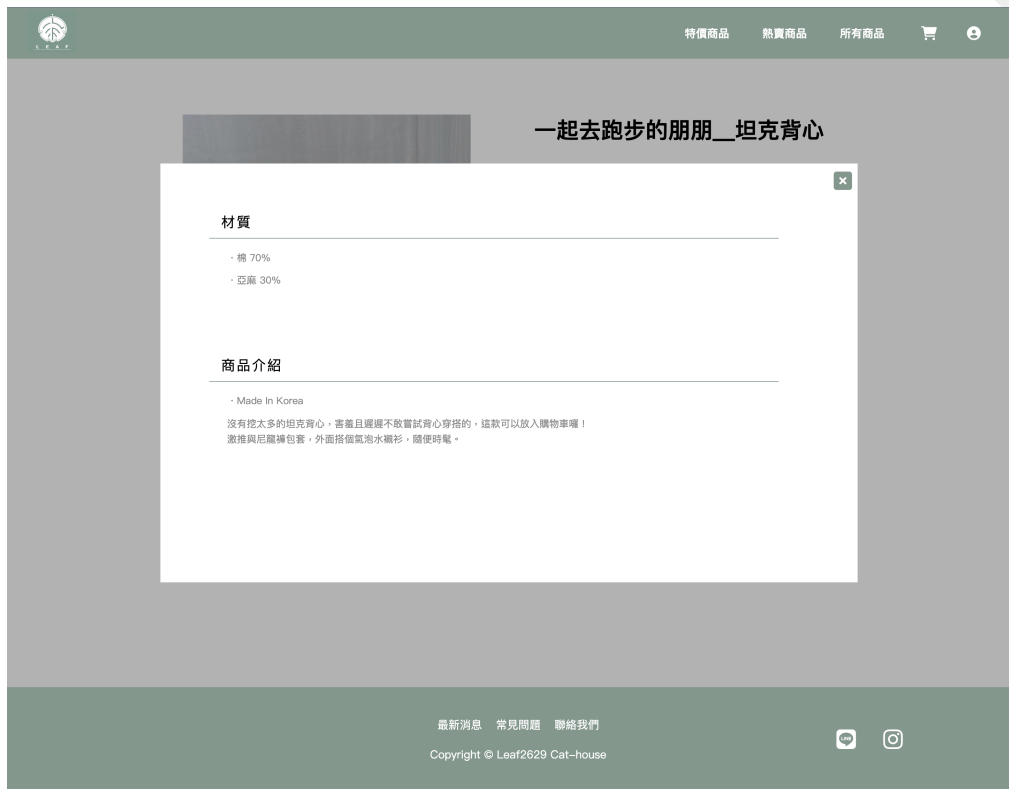 LEAF
特價商品 熱賣商品 所有商品
一起去跑步的朋朋__坦克背心
材質
· 棉 70%
· 亞麻 30%
商品介紹
· Made In Korea
沒有挖太多的坦克背心，害羞且遲遲不敢嘗試背心穿搭的，這款可以放入購物車囉！
激推與尼龍褲包套，外面搭個氣泡水襯衫，隨便時髦。
最新消息 常見問題 聯絡我們
LINE
Copyright © Leaf2629 Cat-house